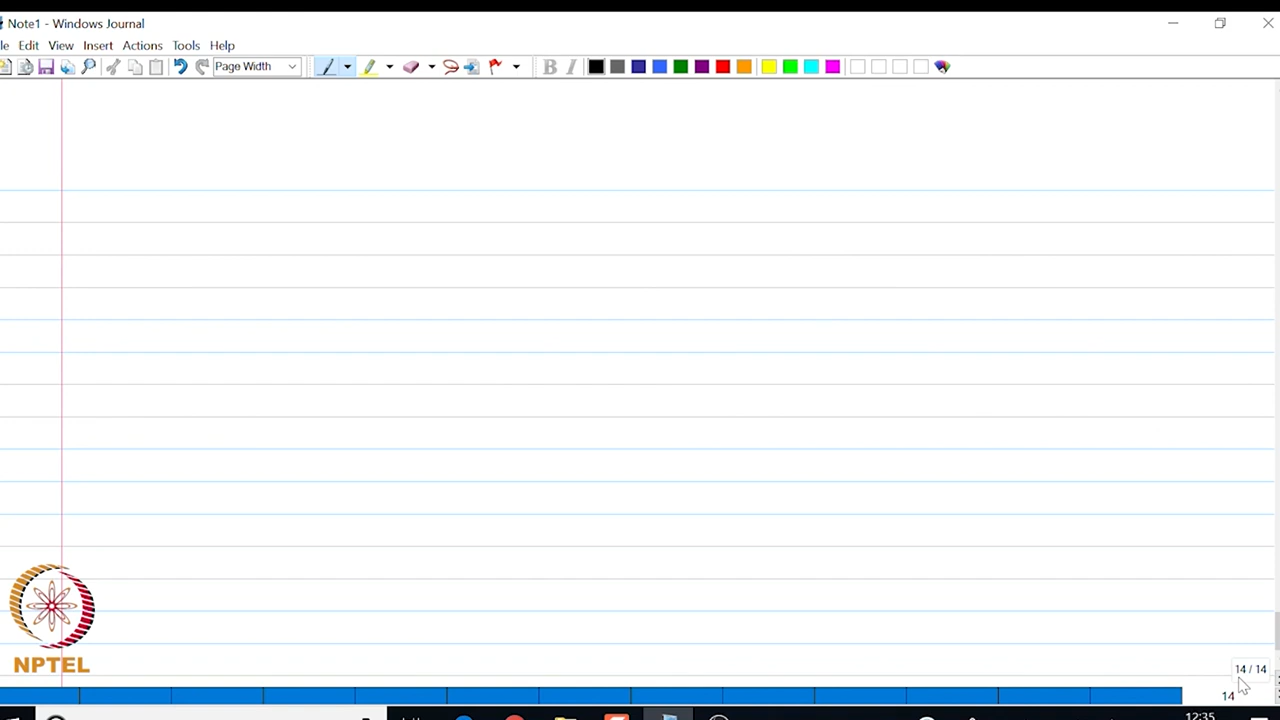 Note1 - Windows Journal
le Edit View Insert Actions Tools Help
Page Width B I
NPTEL
14 / 14
14
12:35